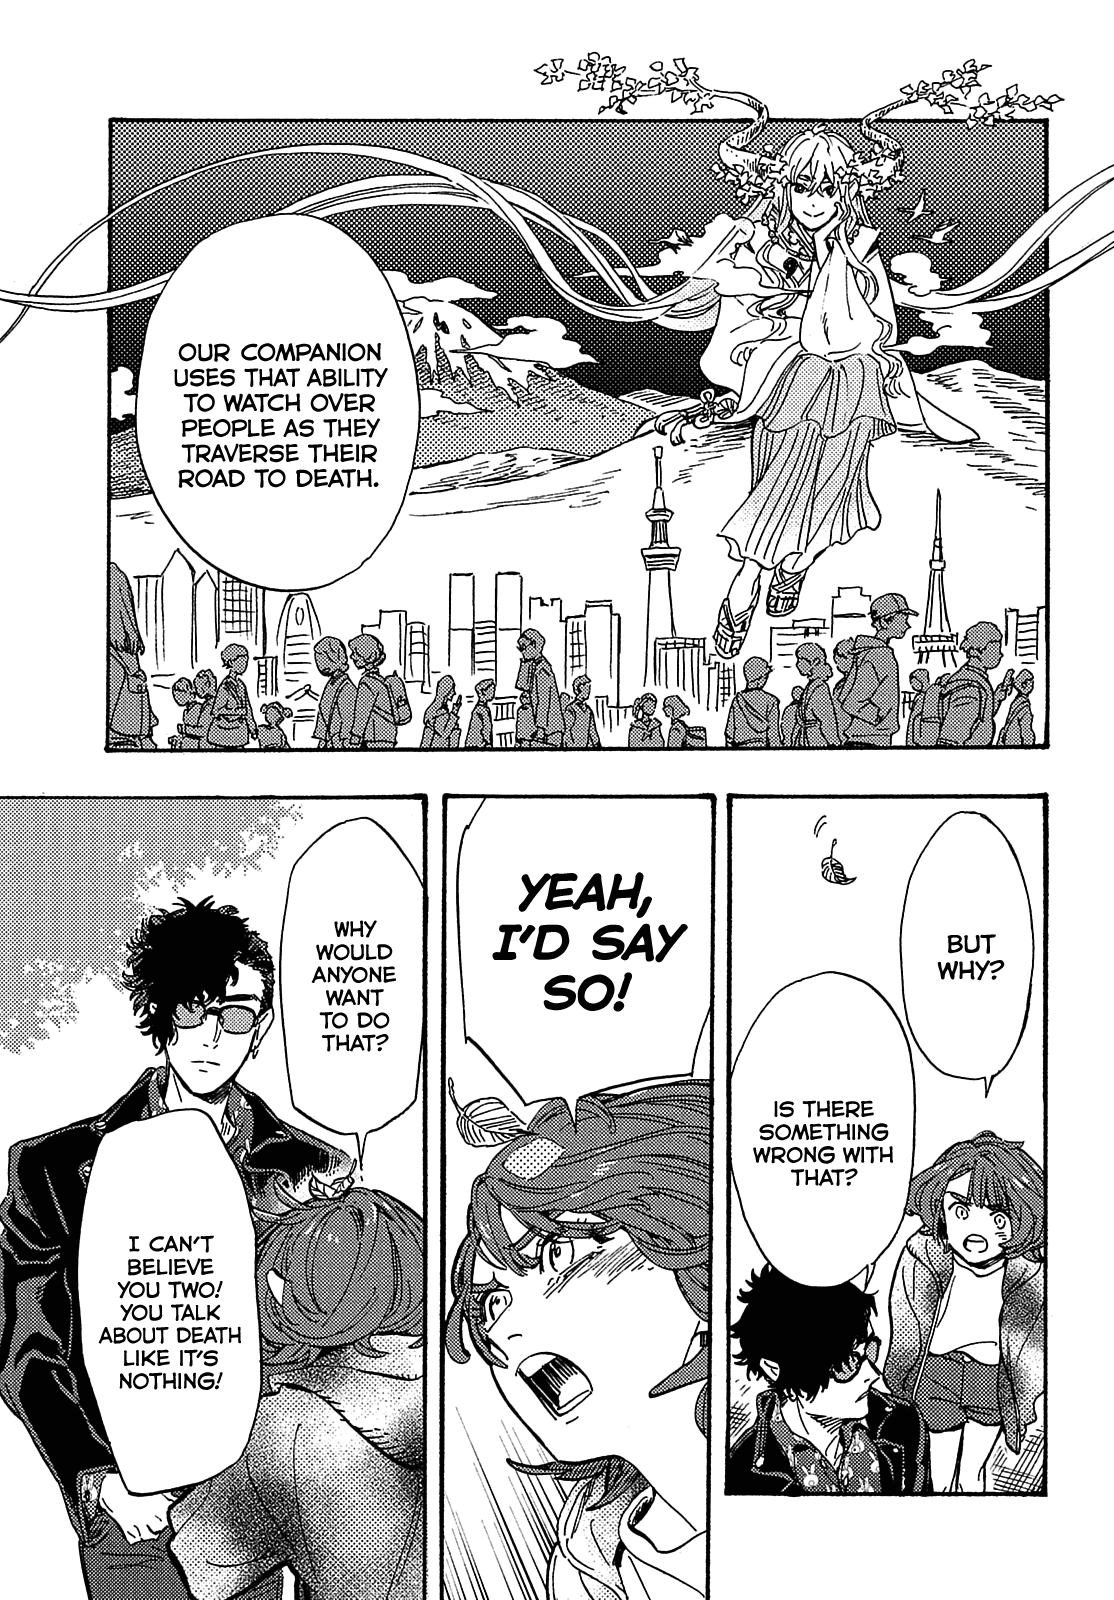 OUR COMPANION
USES THAT ABILITY
TO WATCH OVER
PEOPLE AS THEY
TRAVERSE THEIR
ROAD TO DEATH.
BUT
WHY?
IS THERE
SOMETHING
WRONG WITH
THAT?
YEAH,
I'D SAY
SO!
WHY
WOULD
ANYONE
WANT
TO DO
THAT?
I CAN'T
BELIEVE
YOU TWO!
YOU TALK
ABOUT DEATH
LIKE IT'S
NOTHING!